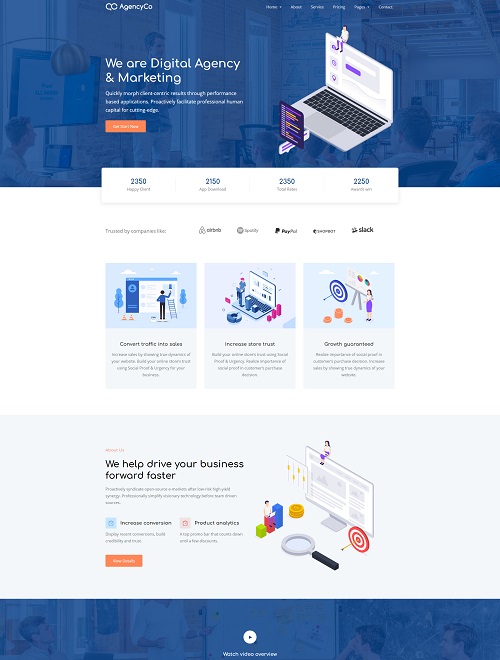 AgencyCo
Home About Service Pricing Pages Contact
We are Digital Agency
& Marketing
Quickly morph client-centric results through performance
based applications. Proactively facilitate professional human
capital for cutting-edge.
Get Start Now
2350 2150 2350 2250
Happy Client App Download Total Rates Awards win
Trusted by companies like: airbnb Spotify PayPal SHOPBOT slack
Convert traffic into sales
Increase sales by showing true dynamics of
your website. Build your online store's trust
using Social Proof & Urgency for your
business.
Increase store trust
Build your online store's trust using Social
Proof & Urgency. Realize importance of
social proof in customer's purchase
decision.
Growth guaranteed
Realize importance of social proof in
customer's purchase decision. Increase
sales by showing true dynamics of your
website.
About Us
We help drive your business
forward faster
Proactively syndicate open-source e-markets after low-risk high-yield
synergy. Professionally simplify visionary technology before team driven
sources.
Increase conversion Product analytics
Display recent conversions, build
credibility and trust.
A top promo bar that counts down
until a few discounts.
View Details
Watch video overview